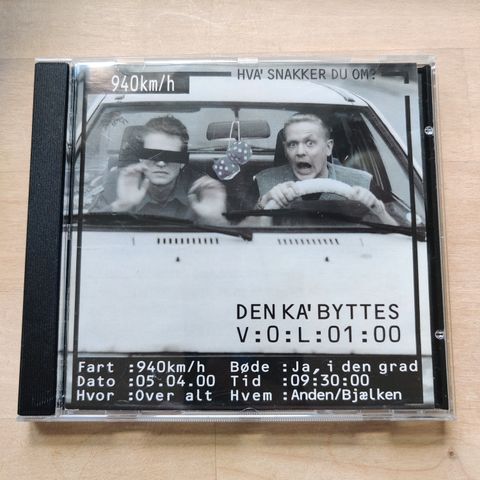 HVA' SNAKKER DU OM?
940km/h
DEN KA' BYTTES
V:O:L:01:00
Fart :940km/h Bøde :Ja, i den grad
Dato :05.04.00 Tid :09:30:00
Hvor :Over alt Hvem :Anden/Bjælken